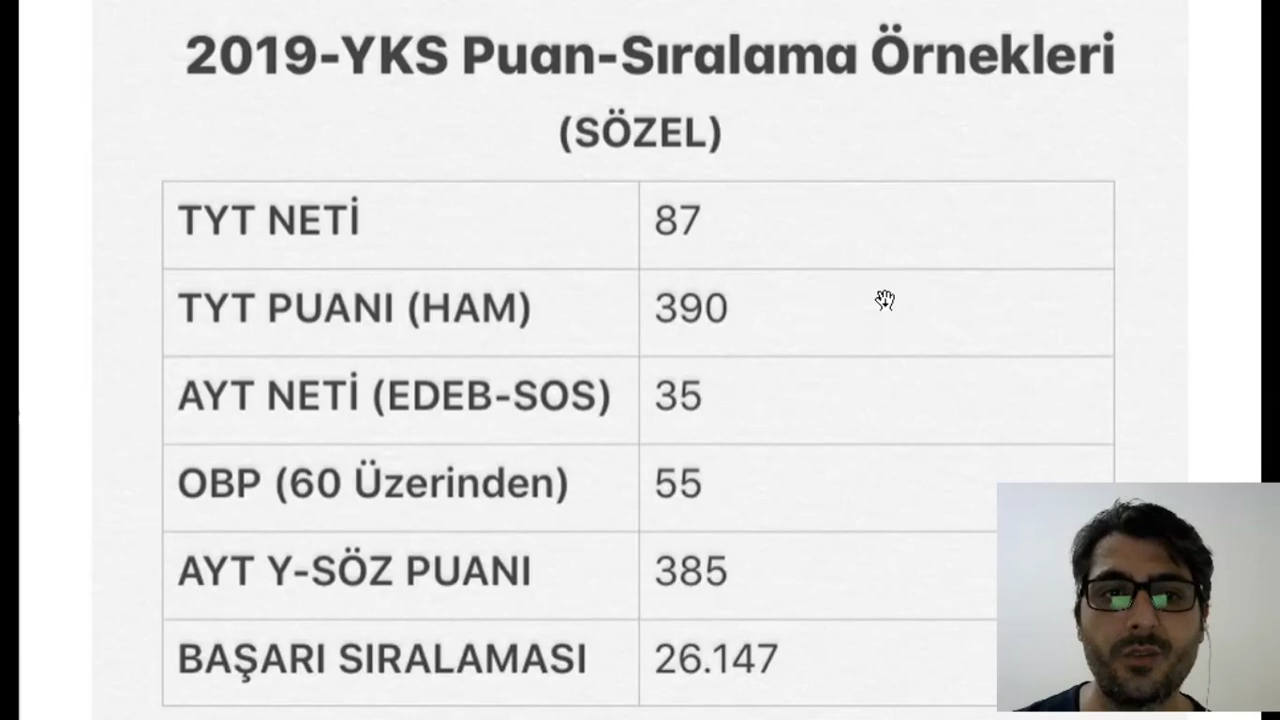 2019-YKS Puan-Sıralama Örnekleri
(SÖZEL)
TYT NETİ 87
TYT PUANI (HAM) 390
AYT NETİ (EDEB-SOS) 35
OBP (60 Üzerinden) 55
AYT Y-SÖZ PUANI 385
BAŞARI SIRALAMASI 26.147